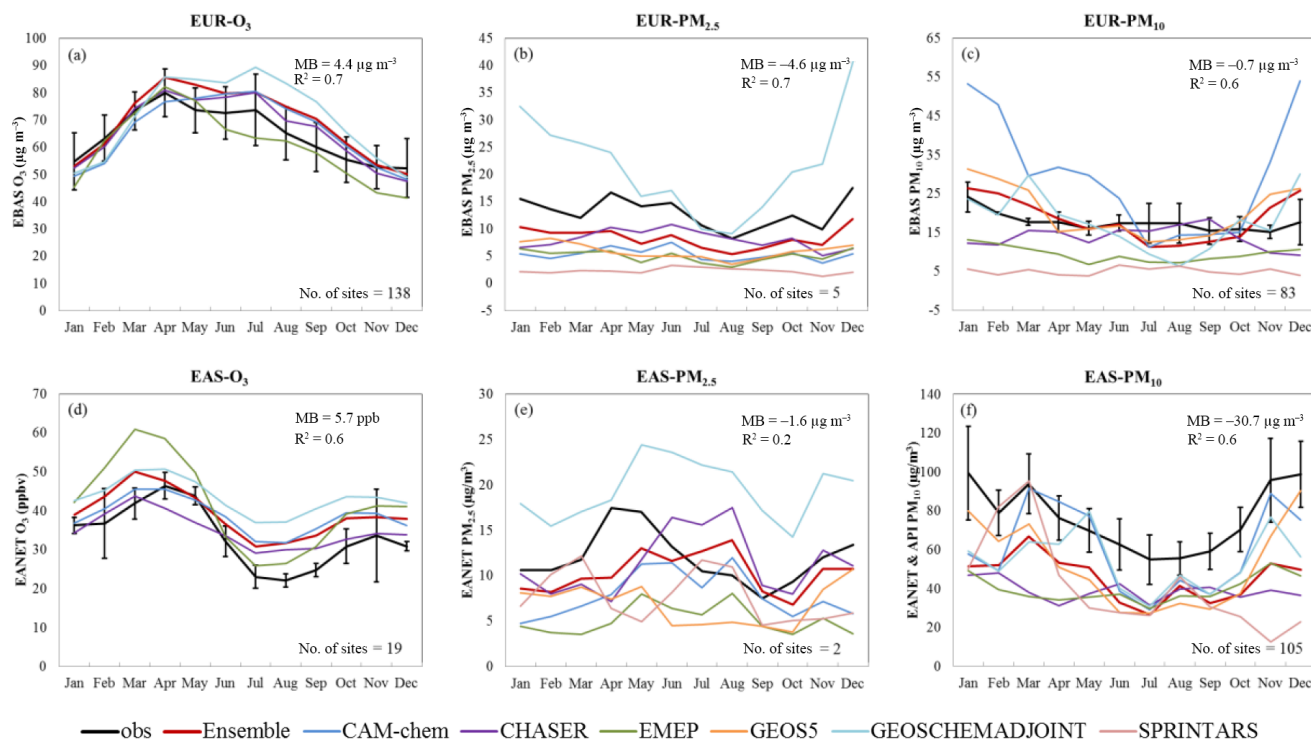 EUR-O₃
(a)
MB = 4.4 µg m⁻³
R² = 0.7
EBAS O₃ (µg m⁻³)
100
90
80
70
60
50
40
30
20
10
0
No. of sites = 138
Jan Feb Mar Apr May Jun Jul Aug Sep Oct Nov Dec
EUR-PM₂.₅
(b)
MB = −4.6 µg m⁻³
R² = 0.7
EBAS PM₂.₅ (µg m⁻³)
45
40
35
30
25
20
15
10
5
0
-5
No. of sites = 5
Jan Feb Mar Apr May Jun Jul Aug Sep Oct Nov Dec
EUR-PM₁₀
(c)
MB = −0.7 µg m⁻³
R² = 0.6
EBAS PM₁₀ (µg m⁻³)
65
55
45
35
25
15
5
-5
No. of sites = 83
Jan Feb Mar Apr May Jun Jul Aug Sep Oct Nov Dec
EAS-O₃
(d)
MB = 5.7 ppb
R² = 0.6
EANET O₃ (ppbv)
70
60
50
40
30
20
10
0
No. of sites = 19
Jan Feb Mar Apr May Jun Jul Aug Sep Oct Nov Dec
EAS-PM₂.₅
(e)
MB = −1.6 µg m⁻³
R² = 0.2
EANET PM₂.₅ (µg/m³)
30
25
20
15
10
5
0
No. of sites = 2
Jan Feb Mar Apr May Jun Jul Aug Sep Oct Nov Dec
EAS-PM₁₀
(f)
MB = −30.7 µg m⁻³
R² = 0.6
EANET & API PM₁₀ (µg/m³)
140
120
100
80
60
40
20
0
No. of sites = 105
Jan Feb Mar Apr May Jun Jul Aug Sep Oct Nov Dec
obs Ensemble CAM-chem CHASER EMEP GEOS5 GEOSCHEMADJOINT SPRINTARS